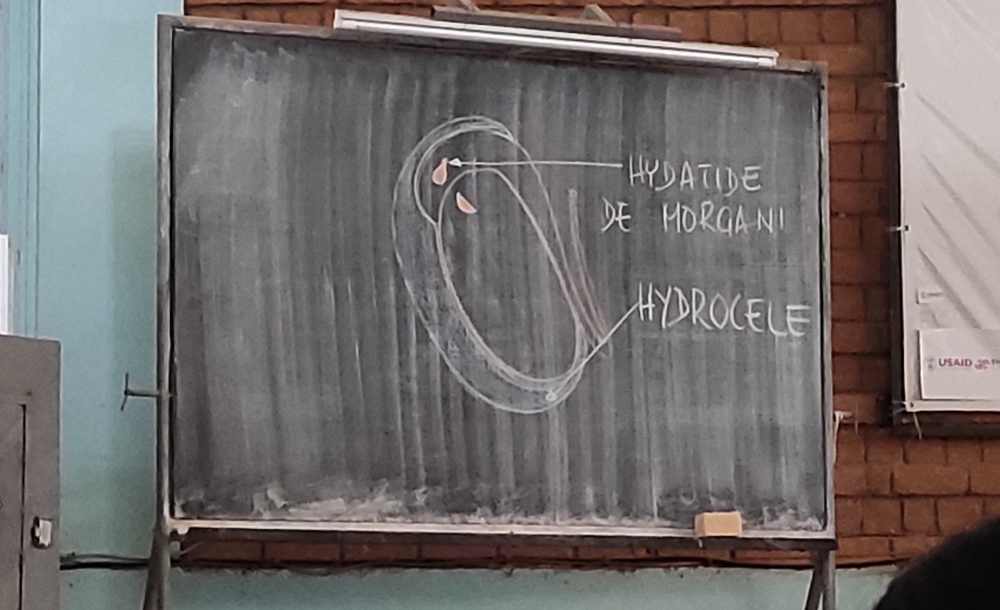 HYDATIDE
DE MORGANI
HYDROCELE
USAID